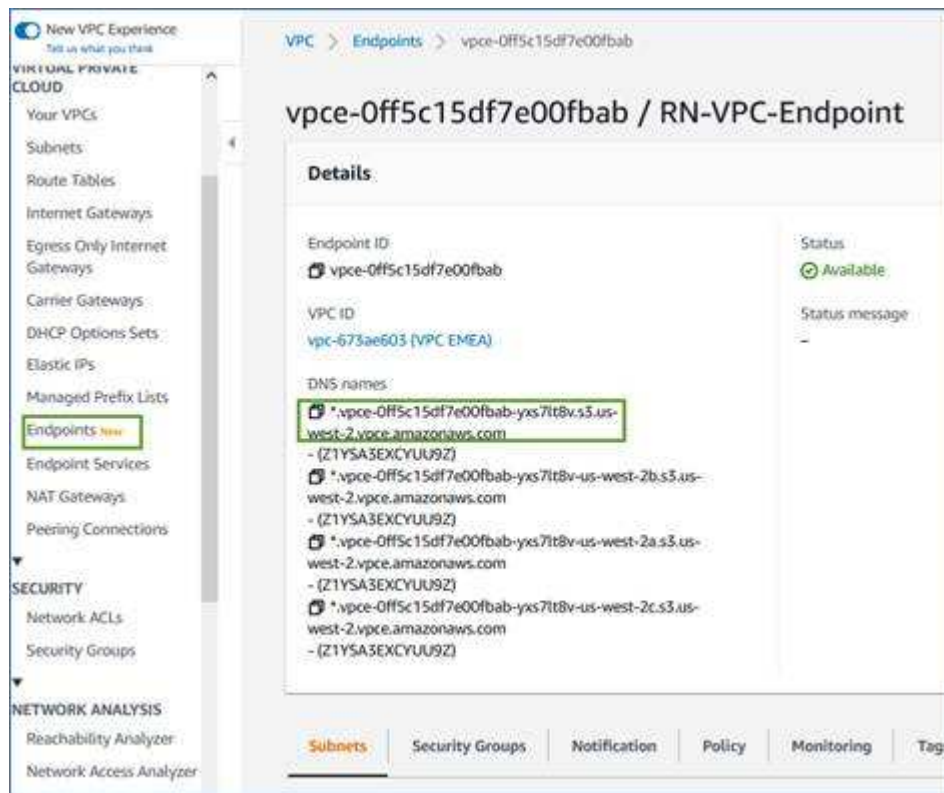 New VPC Experience
Tell us what you think
VIRTUAL PRIVATE
CLOUD
Your VPCs
Subnets
Route Tables
Internet Gateways
Egress Only Internet
Gateways
Carrier Gateways
DHCP Options Sets
Elastic IPs
Managed Prefix Lists
Endpoints New
Endpoint Services
NAT Gateways
Peering Connections
SECURITY
Network ACLs
Security Groups
NETWORK ANALYSIS
Reachability Analyzer
Network Access Analyzer
VPC > Endpoints > vpce-0ff5c15df7e00fbab
vpce-0ff5c15df7e00fbab / RN-VPC-Endpoint
Details
Endpoint ID
vpce-0ff5c15df7e00fbab
VPC ID
vpc-673ae603 (VPC EMEA)
DNS names
*.vpce-0ff5c15df7e00fbab-yxs7lt8v.s3.us-
west-2.vpce.amazonaws.com
- (Z1YSA3EXCYUU9Z)
*.vpce-0ff5c15df7e00fbab-yxs7lt8v-us-west-2b.s3.us-
west-2.vpce.amazonaws.com
- (Z1YSA3EXCYUU9Z)
*.vpce-0ff5c15df7e00fbab-yxs7lt8v-us-west-2a.s3.us-
west-2.vpce.amazonaws.com
- (Z1YSA3EXCYUU9Z)
*.vpce-0ff5c15df7e00fbab-yxs7lt8v-us-west-2c.s3.us-
west-2.vpce.amazonaws.com
- (Z1YSA3EXCYUU9Z)
Status
Available
Status message
-
Subnets
Security Groups
Notification
Policy
Monitoring
Tag